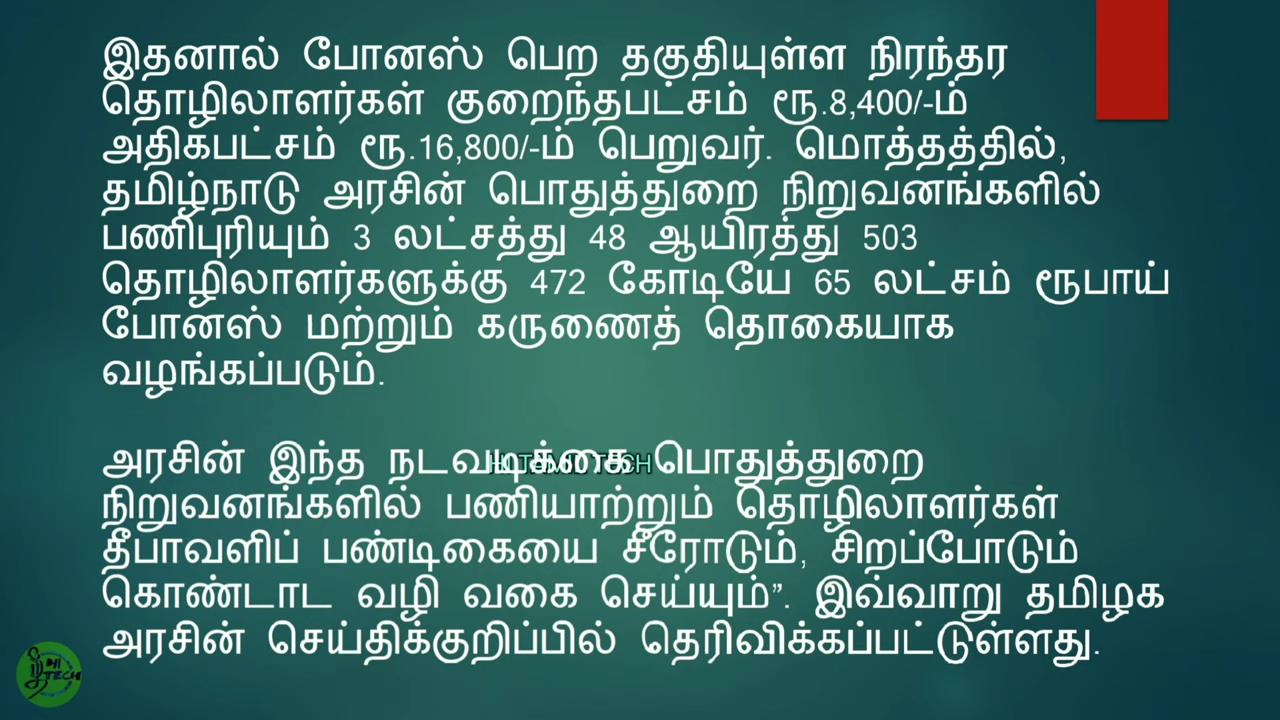 இதனால் போனஸ் பெற தகுதியுள்ள நிரந்தர
தொழிலாளர்கள் குறைந்தபட்சம் ரூ.8,400/-ம்
அதிகபட்சம் ரூ.16,800/-ம் பெறுவர். மொத்தத்தில்,
தமிழ்நாடு அரசின் பொதுத்துறை நிறுவனங்களில்
பணிபுரியும் 3 லட்சத்து 48 ஆயிரத்து 503
தொழிலாளர்களுக்கு 472 கோடியே 65 லட்சம் ரூபாய்
போனஸ் மற்றும் கருணைத் தொகையாக
வழங்கப்படும்.
அரசின் இந்த நடவடிக்கை பொதுத்துறை
நிறுவனங்களில் பணியாற்றும் தொழிலாளர்கள்
தீபாவளிப் பண்டிகையை சீரோடும், சிறப்போடும்
கொண்டாட வழி வகை செய்யும்”. இவ்வாறு தமிழக
அரசின் செய்திக்குறிப்பில் தெரிவிக்கப்பட்டுள்ளது.
TECH